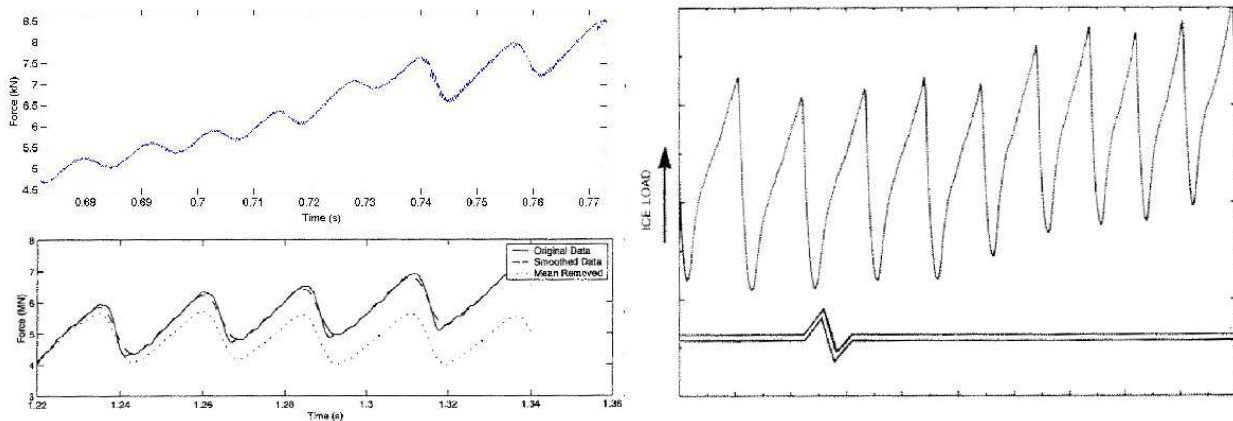 8.5
8
7.5
7
6.5
6
5.5
5
4.5
Force (kN)
0.68 0.69 0.7 0.71 0.72 0.73 0.74 0.75 0.76 0.77
Time (s)
8
7
6
5
4
3
Force (MN)
Original Data
Smoothed Data
Mean Removed
1.22 1.24 1.26 1.28 1.3 1.32 1.34 1.36
Time (s)
ICE LOAD